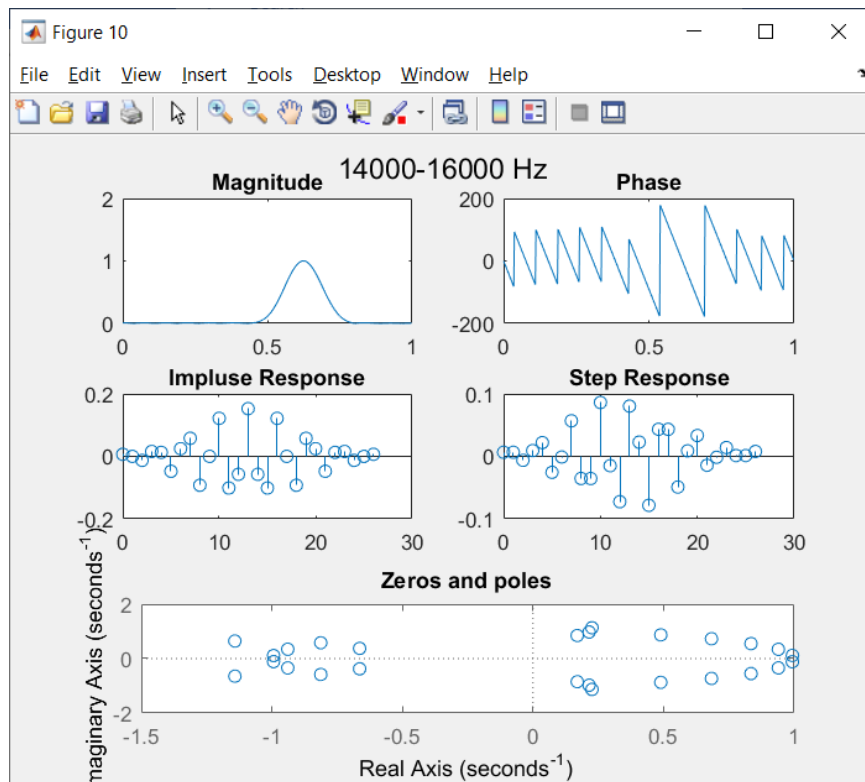 Figure 10
File Edit View Insert Tools Desktop Window Help
14000-16000 Hz
Magnitude
Phase
2
1
0
0 0.5 1
200
0
-200
0 0.5 1
Impluse Response
Step Response
0.2
0
-0.2
0 10 20 30
0.1
0
-0.1
0 10 20 30
Zeros and poles
maginary Axis (seconds⁻¹)
2
0
-2
-1.5 -1 -0.5 0 0.5 1
Real Axis (seconds⁻¹)